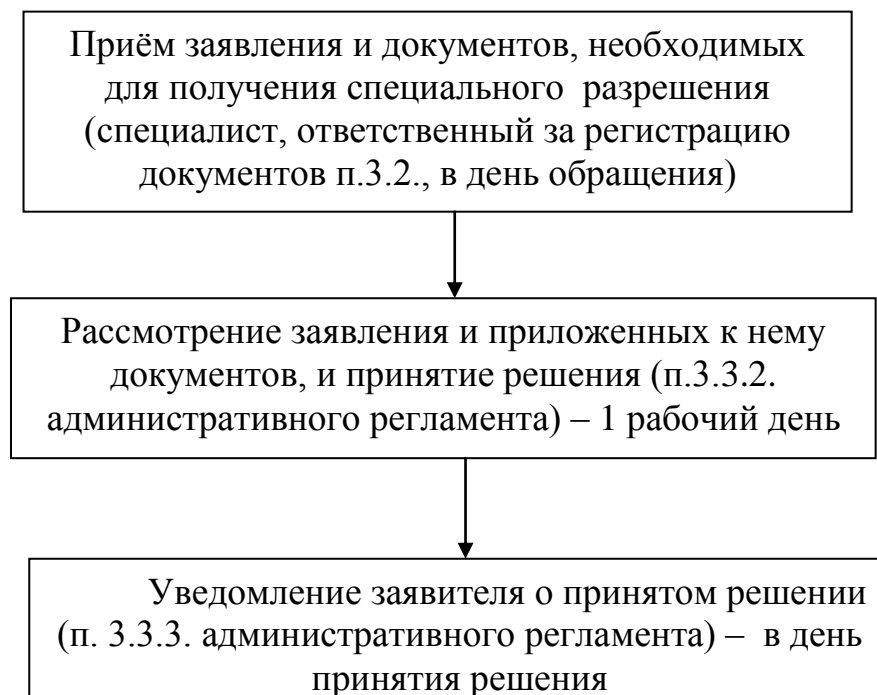 Приём заявления и документов, необходимых
для получения специального разрешения
(специалист, ответственный за регистрацию
документов п.3.2., в день обращения)
Рассмотрение заявления и приложенных к нему
документов, и принятие решения (п.3.3.2.
административного регламента) – 1 рабочий день
Уведомление заявителя о принятом решении
(п. 3.3.3. административного регламента) – в день
принятия решения